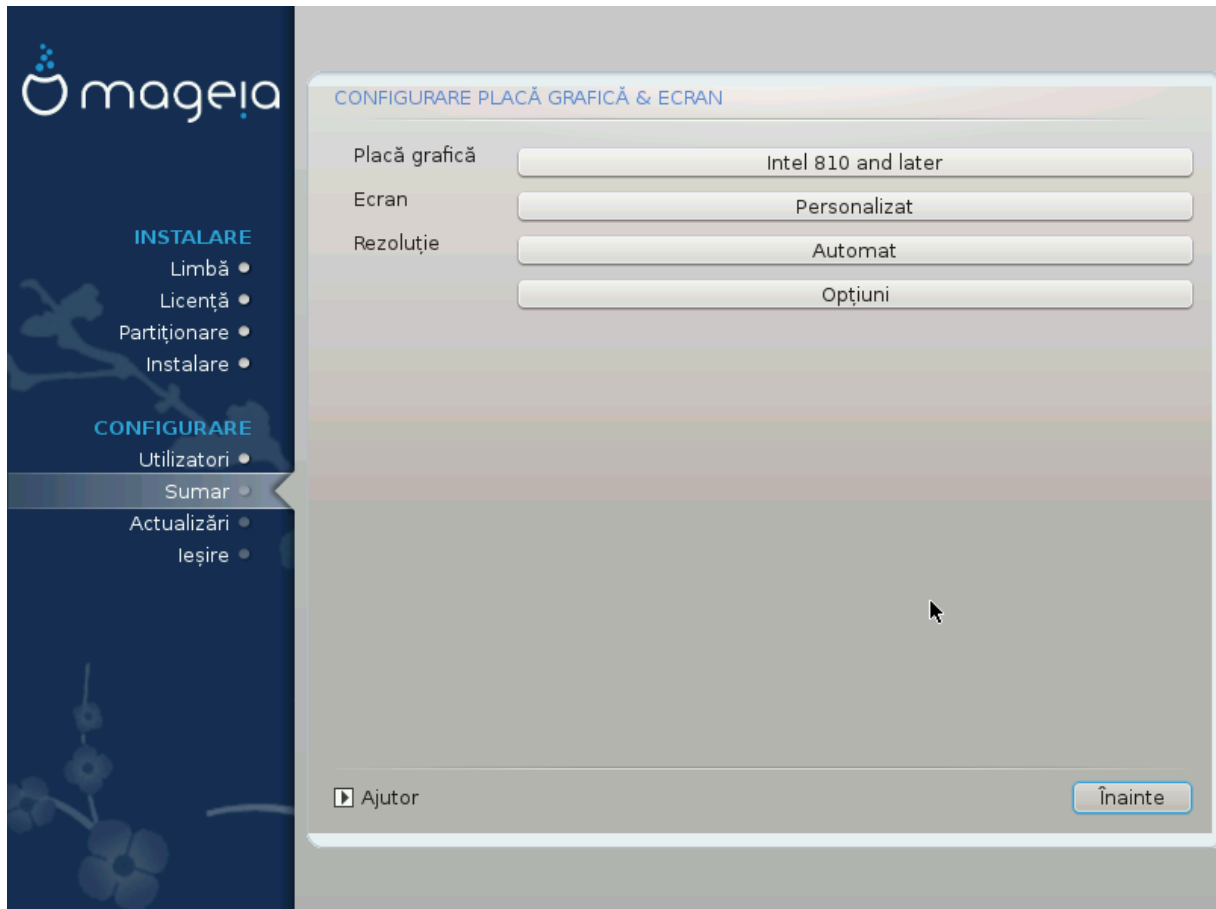 mageia
INSTALARE
Limbă
Licență
Partiționare
Instalare
CONFIGURARE
Utilizatori
Sumar
Actualizări
Ieșire
CONFIGURARE PLACĂ GRAFICĂ & ECRAN
Placă grafică
Intel 810 and later
Ecran
Personalizat
Rezoluție
Automat
Opțiuni
Ajutor
Înainte